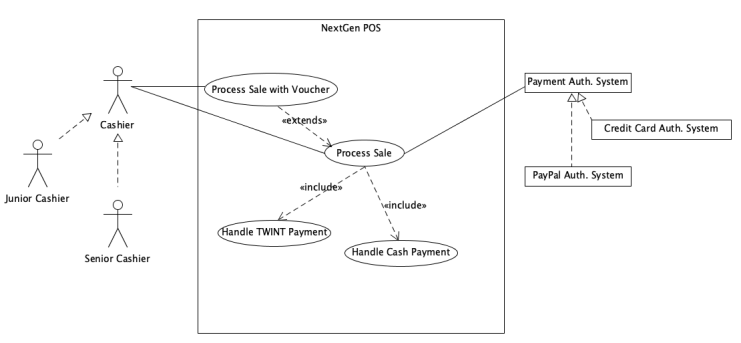 NextGen POS
Process Sale with Voucher
Payment Auth. System
Cashier
«extends»
Credit Card Auth. System
Process Sale
PayPal Auth. System
«include»
Junior Cashier
«include»
Handle TWINT Payment
Handle Cash Payment
Senior Cashier